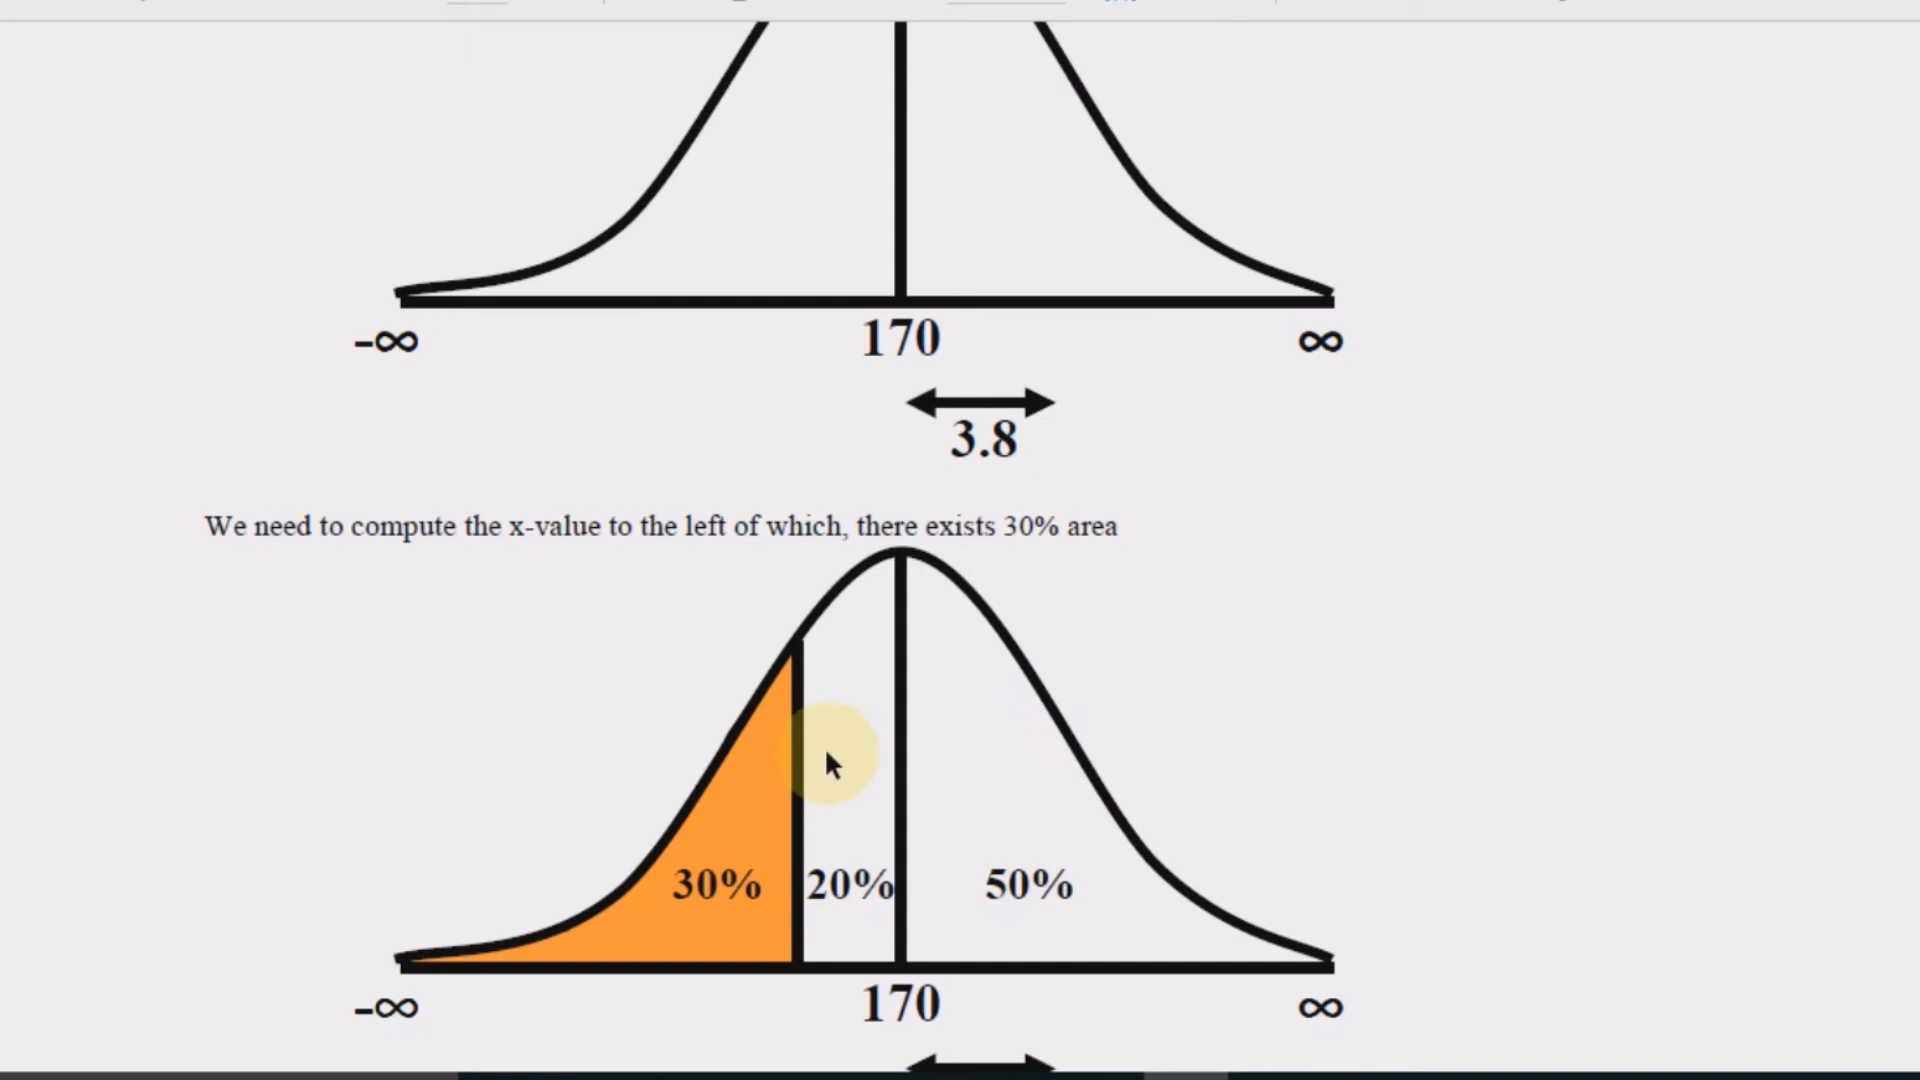 -∞ 170 ∞
3.8
We need to compute the x-value to the left of which, there exists 30% area
30% 20% 50%
-∞ 170 ∞